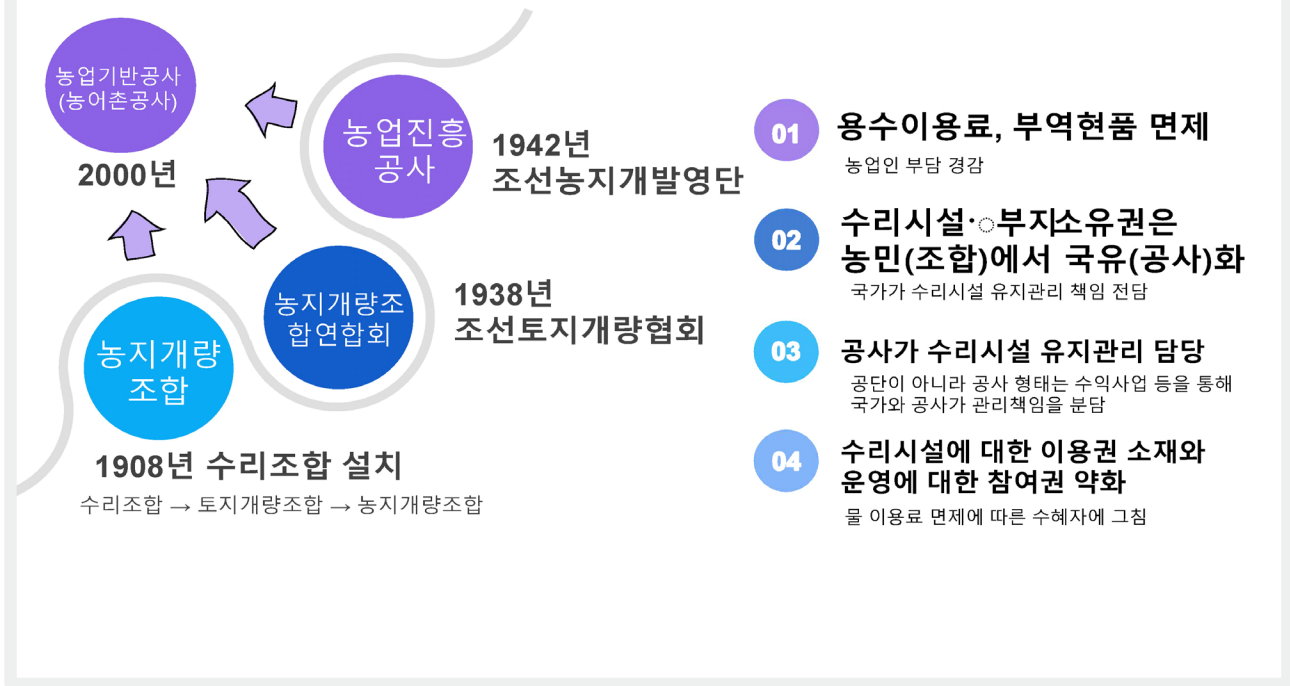 농업기반공사
(농어촌공사)
2000년
농업진흥
공사
1942년
조선농지개발영단
농지개량조
합연합회
1938년
조선토지개량협회
농지개량
조합
1908년 수리조합 설치
수리조합 → 토지개량조합 → 농지개량조합
01
용수이용료, 부역현품 면제
농업인 부담 경감
02
수리시설·◌부지소유권은
농민(조합)에서 국유(공사)화
국가가 수리시설 유지관리 책임 전담
03
공사가 수리시설 유지관리 담당
공단이 아니라 공사 형태는 수익사업 등을 통해
국가와 공사가 관리책임을 분담
04
수리시설에 대한 이용권 소재와
운영에 대한 참여권 약화
물 이용료 면제에 따른 수혜자에 그침